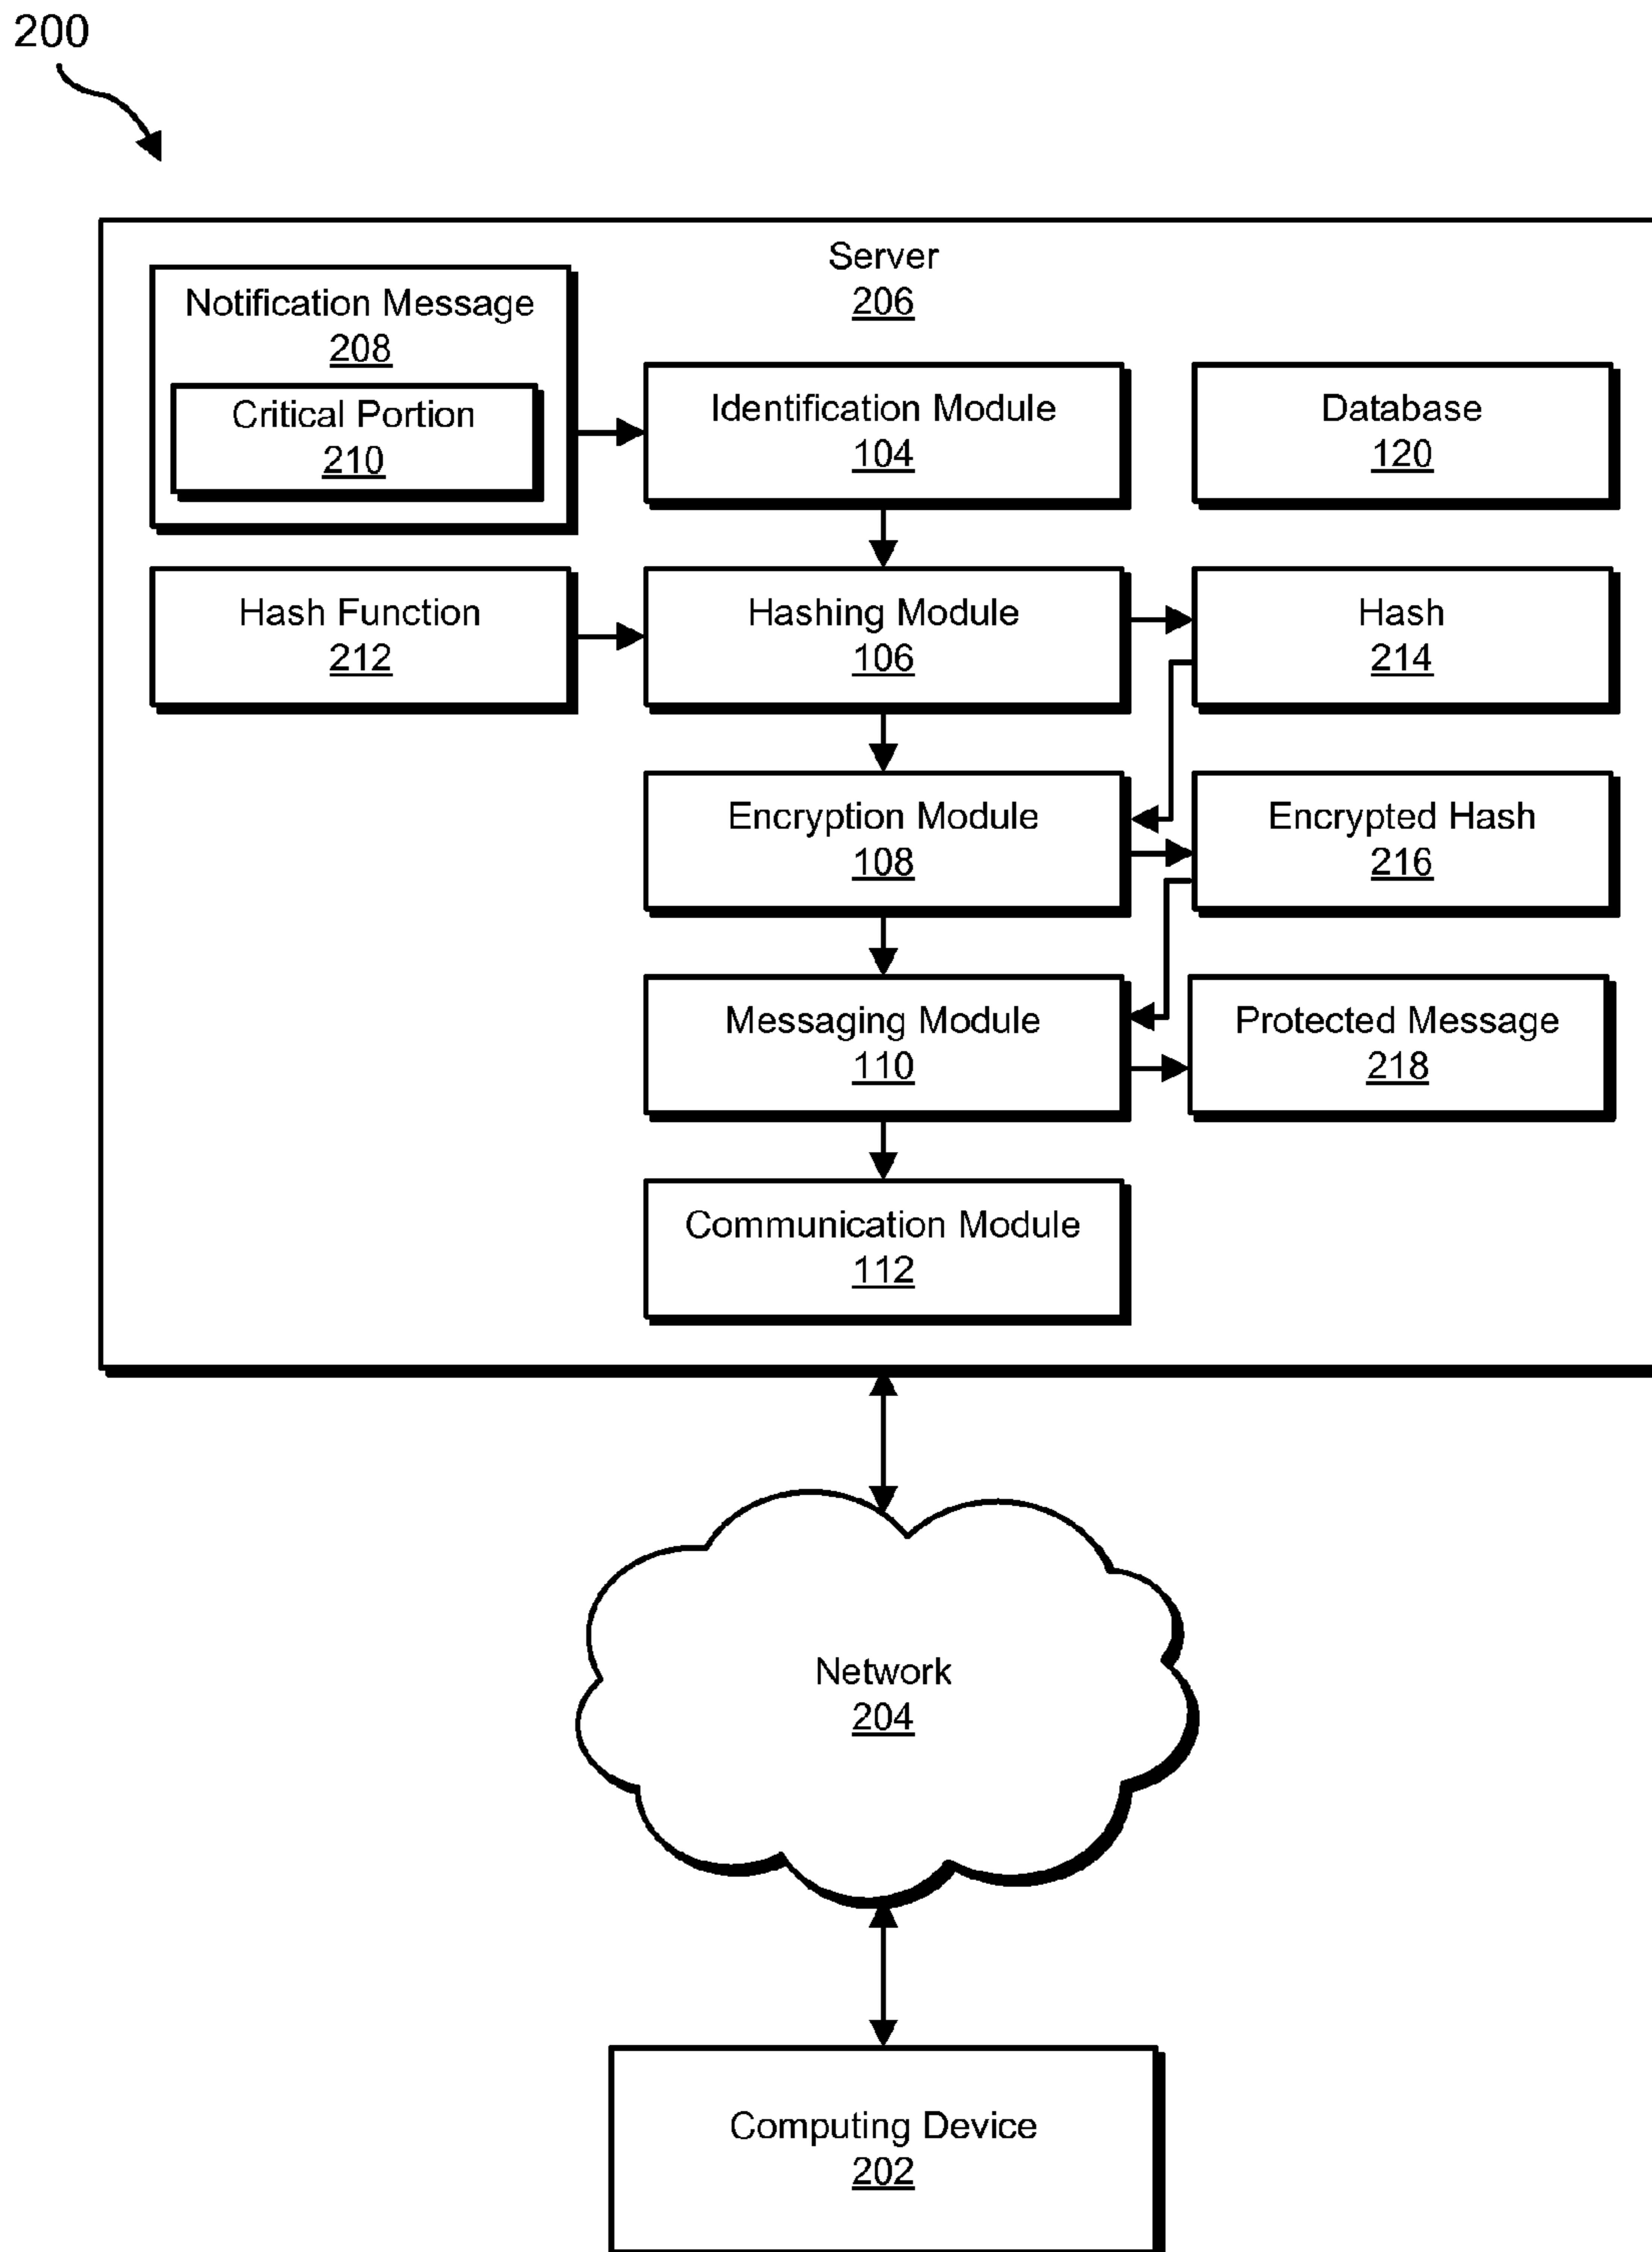 200
Server
206
Notification Message
208
Critical Portion
210
Identification Module
104
Database
120
Hash Function
212
Hashing Module
106
Hash
214
Encryption Module
108
Encrypted Hash
216
Messaging Module
110
Protected Message
218
Communication Module
112
Network
204
Computing Device
202